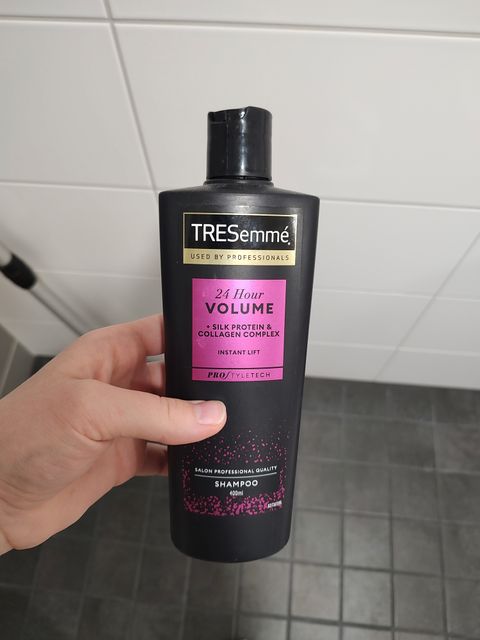 TRESemmé
USED BY PROFESSIONALS
24 Hour
VOLUME
+ SILK PROTEIN &
COLLAGEN COMPLEX
INSTANT LIFT
PRO/STYLETECH
SALON PROFESSIONAL QUALITY
SHAMPOO
400ml